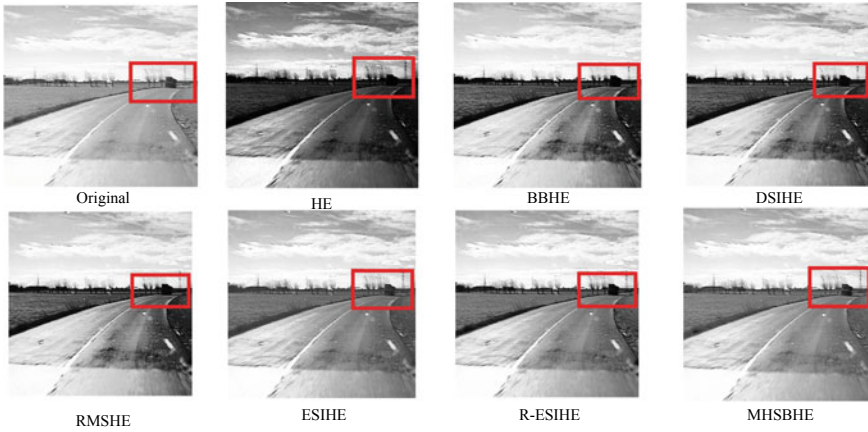 Original
HE
BBHE
DSIHE
RMSHE
ESIHE
R-ESIHE
MHSBHE